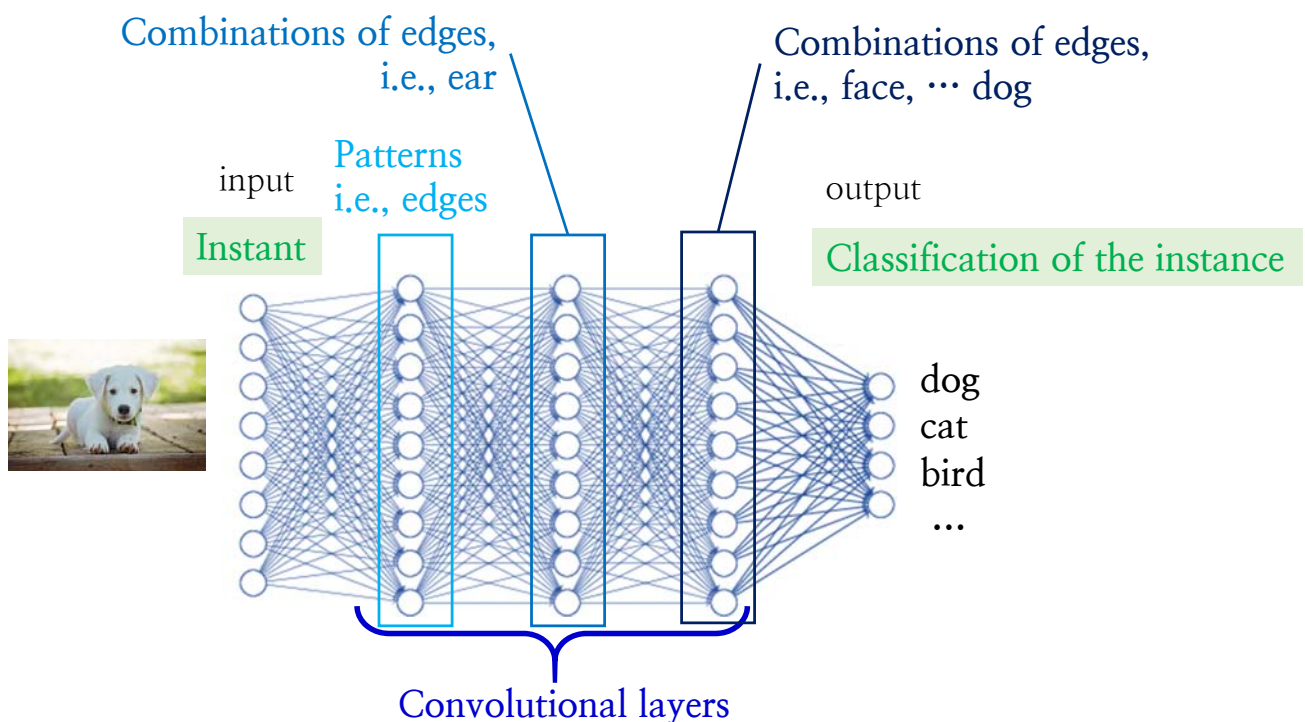 Combinations of edges,
i.e., ear
Combinations of edges,
i.e., face, ··· dog
Patterns
i.e., edges
input
Instant
output
Classification of the instance
dog
cat
bird
...
Convolutional layers